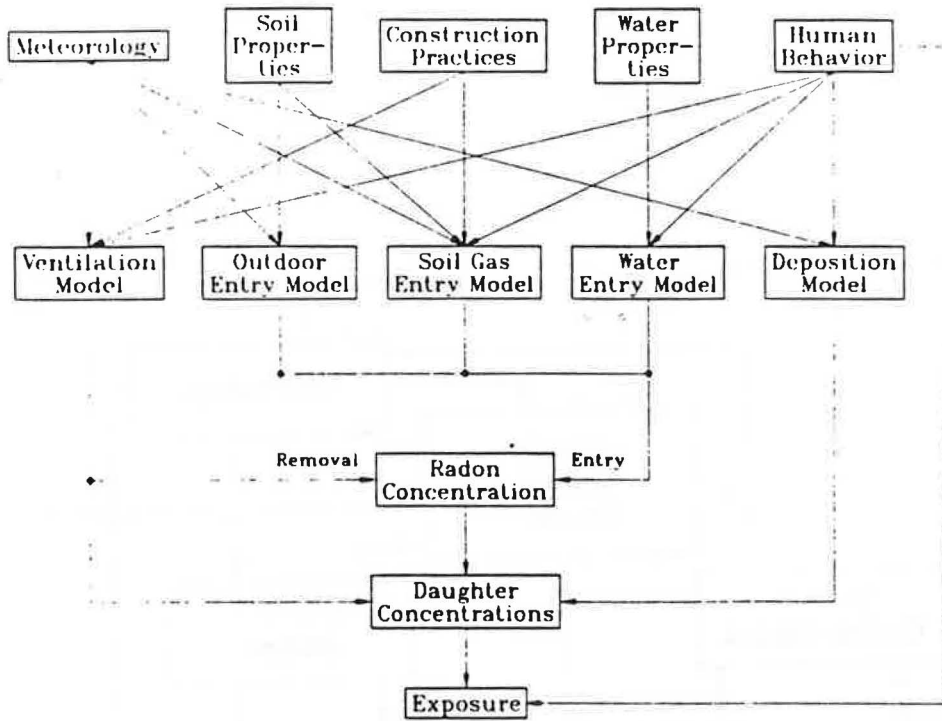 Meteorology
Soil
Proper-
ties
Construction
Practices
Water
Proper-
ties
Human
Behavior
Ventilation
Model
Outdoor
Entry Model
Soil Gas
Entry Model
Water
Entry Model
Deposition
Model
Removal
Radon
Concentration
Entry
Daughter
Concentrations
Exposure